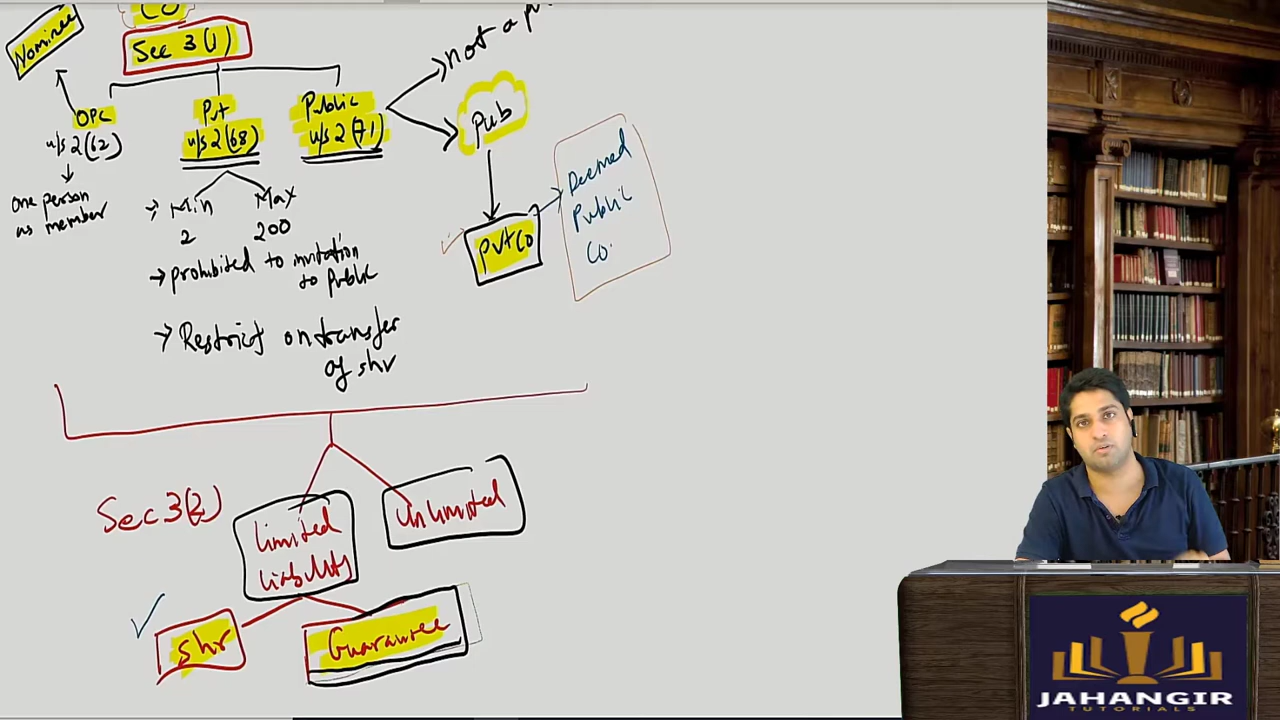 Co
Nominee
Sec 3(1)
not a
OPC
u/s 2(62)
Pvt
u/s 2(68)
Public
u/s 2(71)
Pub
one person
as member
Min
2
Max
200
Deemed
Public
Co.
Pvt Co
→ prohibited to invitation
to public
→ Restrict on transfer
of shr
Sec 3(2)
limited
liability
unlimited
shr
Guarantee
JAHANGIR
TUTORIALS